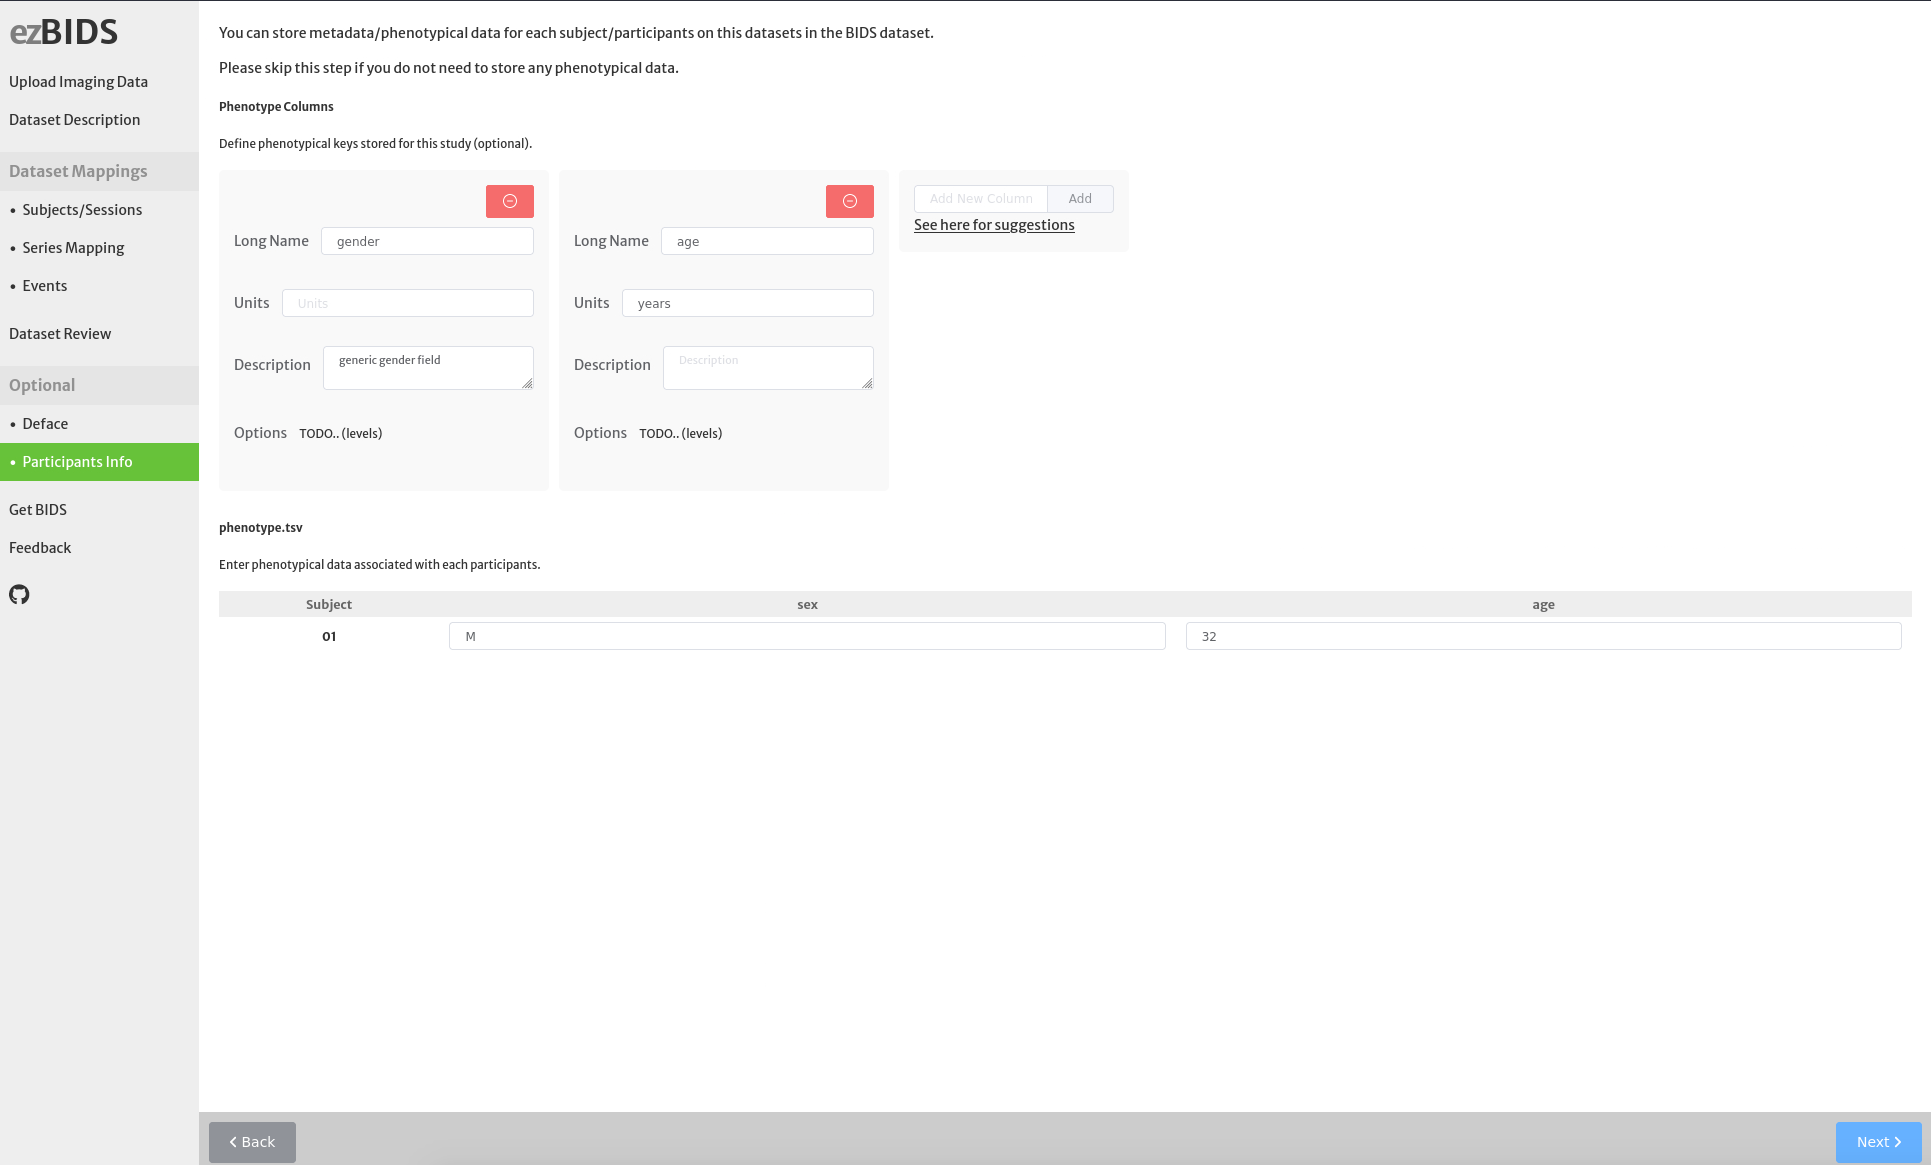 ezBIDS
Upload Imaging Data
Dataset Description
Dataset Mappings
• Subjects/Sessions
• Series Mapping
• Events
Dataset Review
Optional
• Deface
• Participants Info
Get BIDS
Feedback
You can store metadata/phenotypical data for each subject/participants on this datasets in the BIDS dataset.
Please skip this step if you do not need to store any phenotypical data.
Phenotype Columns
Define phenotypical keys stored for this study (optional).
Long Name gender
Units Units
Description generic gender field
Options TODO.. (levels)
Long Name age
Units years
Description Description
Options TODO.. (levels)
Add New Column Add
See here for suggestions
phenotype.tsv
Enter phenotypical data associated with each participants.
Subject sex age
01 M 32
Back Next